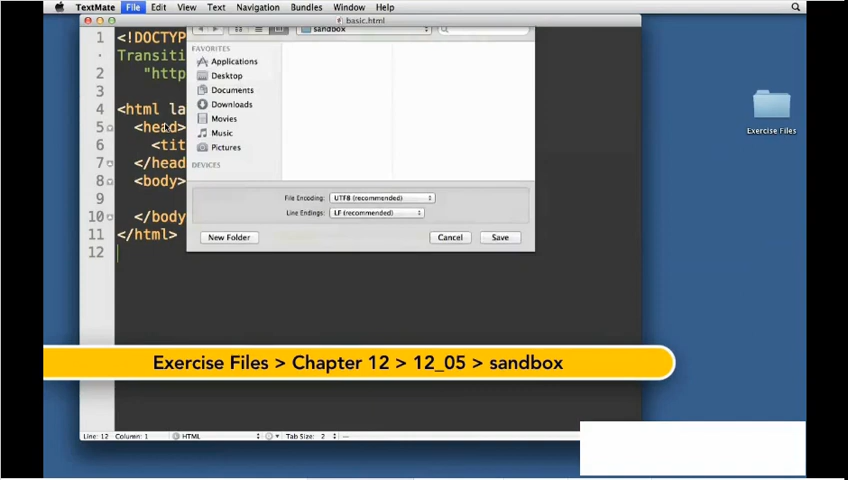 TextMate File Edit View Text Navigation Bundles Window Help
basic.html
1 <!DOCTYP
· Transiti
2 "http
3
4 <html la
5 <head>
6 <tit
7 </head
8 <body>
10 </body
11 </html>
12
sandbox
FAVORITES
Applications
Desktop
Documents
Downloads
Movies
Music
Pictures
DEVICES
File Encoding: UTF8 (recommended)
Line Endings: LF (recommended)
New Folder Cancel Save
Exercise Files
Exercise Files > Chapter 12 > 12_05 > sandbox
Line: 12 Column: 1 HTML Tab Size: 2 —